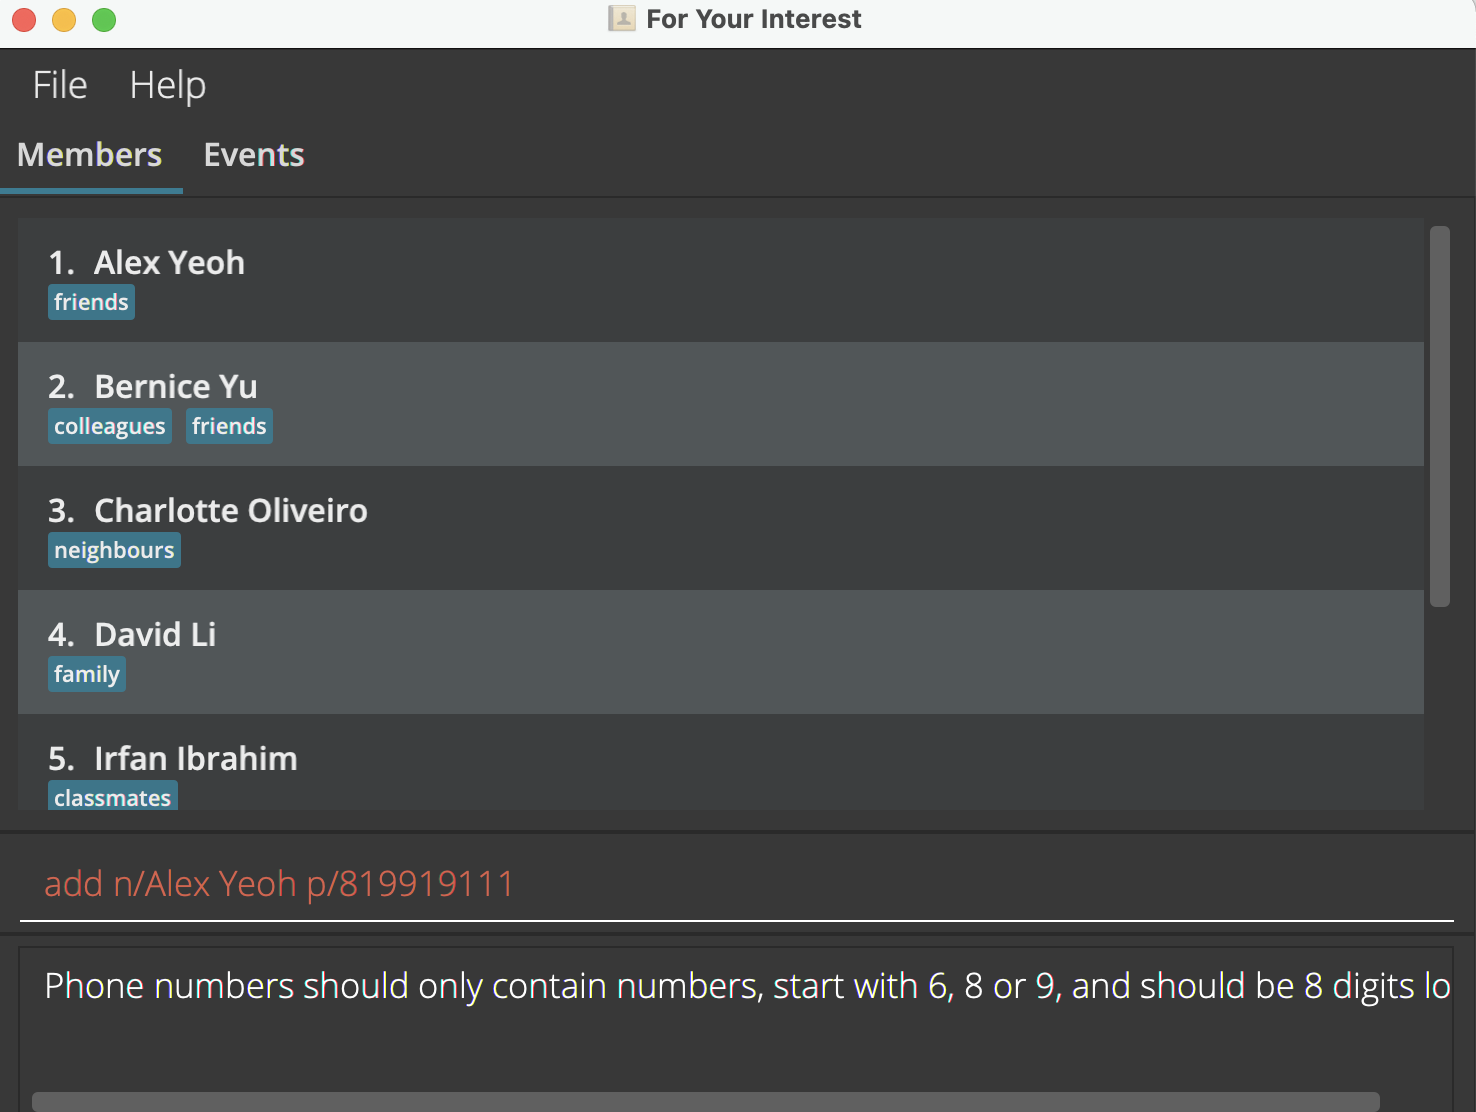 For Your Interest
File Help
Members Events
1. Alex Yeoh
friends
2. Bernice Yu
colleagues friends
3. Charlotte Oliveiro
neighbours
4. David Li
family
5. Irfan Ibrahim
classmates
add n/Alex Yeoh p/819919111
Phone numbers should only contain numbers, start with 6, 8 or 9, and should be 8 digits lo